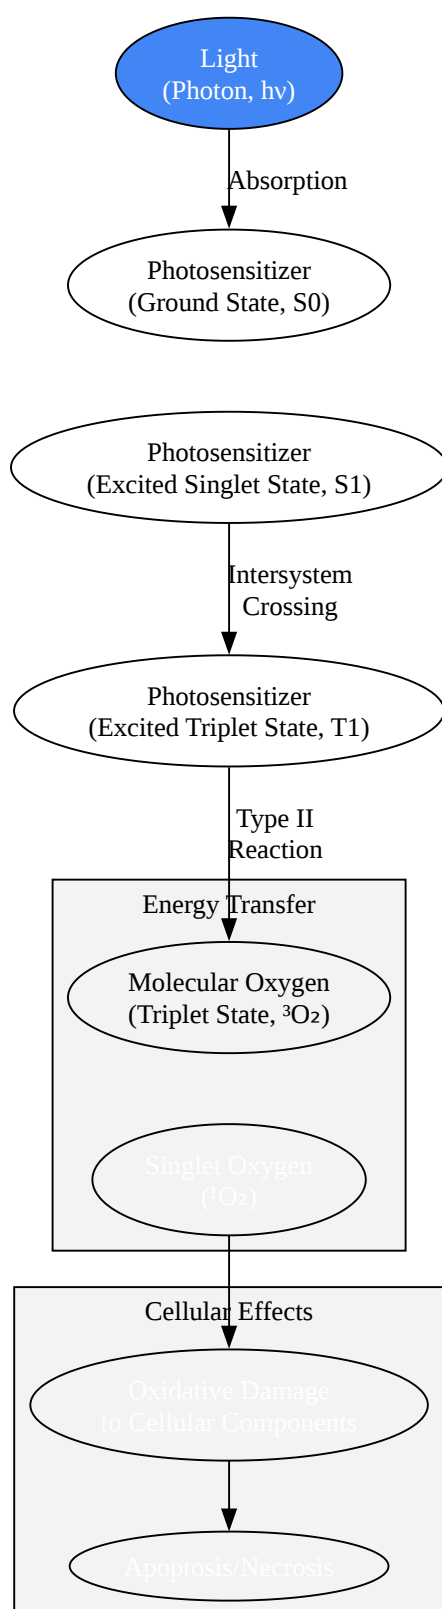 Light
(Photon, hν)
Absorption
Photosensitizer
(Ground State, S0)
Photosensitizer
(Excited Singlet State, S1)
Intersystem
Crossing
Photosensitizer
(Excited Triplet State, T1)
Type II
Reaction
Energy Transfer
Molecular Oxygen
(Triplet State, ³O₂)
Singlet Oxygen
(¹O₂)
Cellular Effects
Oxidative Damage
to Cellular Components
Apoptosis/Necrosis